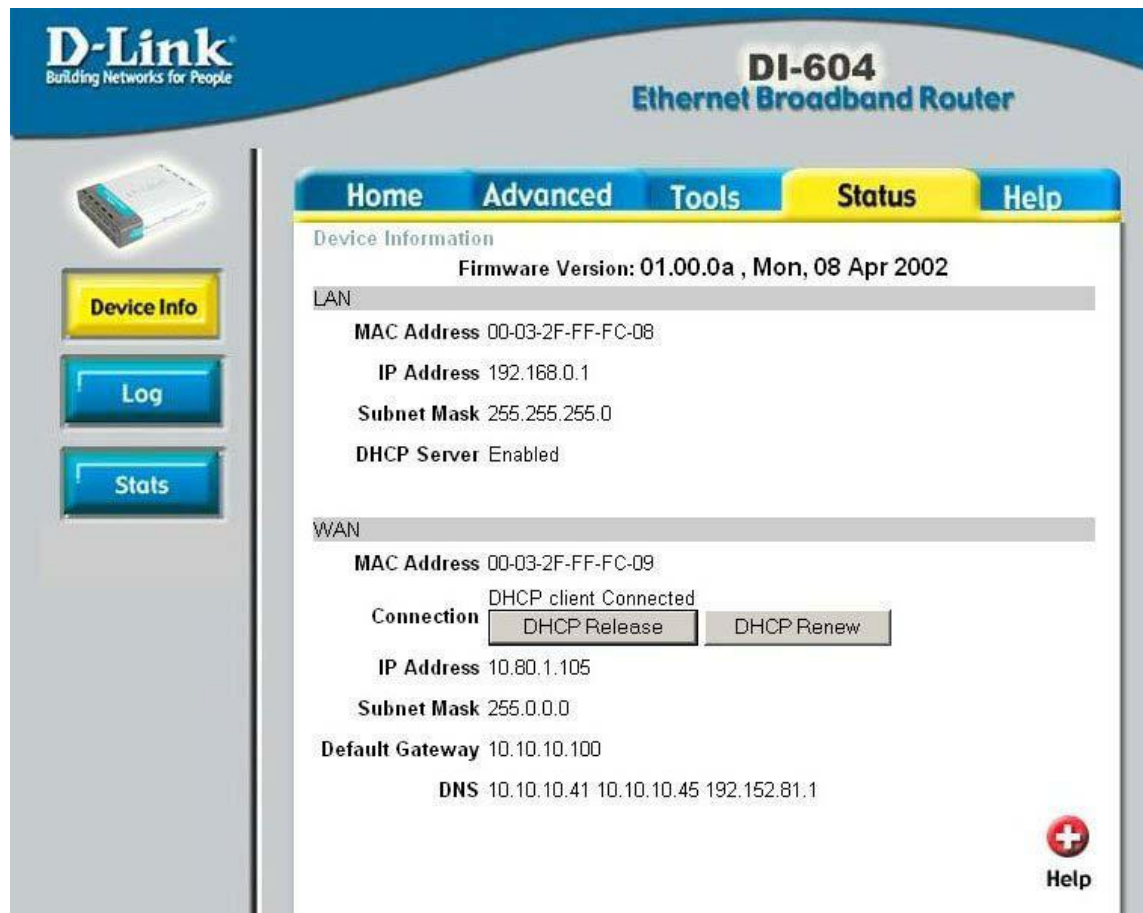 D-Link
Building Networks for People
DI-604
Ethernet Broadband Router
Home Advanced Tools Status Help
Device Info
Log
Stats
Device Information
Firmware Version: 01.00.0a , Mon, 08 Apr 2002
LAN
MAC Address 00-03-2F-FF-FC-08
IP Address 192.168.0.1
Subnet Mask 255.255.255.0
DHCP Server Enabled
WAN
MAC Address 00-03-2F-FF-FC-09
Connection DHCP client Connected
DHCP Release DHCP Renew
IP Address 10.80.1.105
Subnet Mask 255.0.0.0
Default Gateway 10.10.10.100
DNS 10.10.10.41 10.10.10.45 192.152.81.1
Help